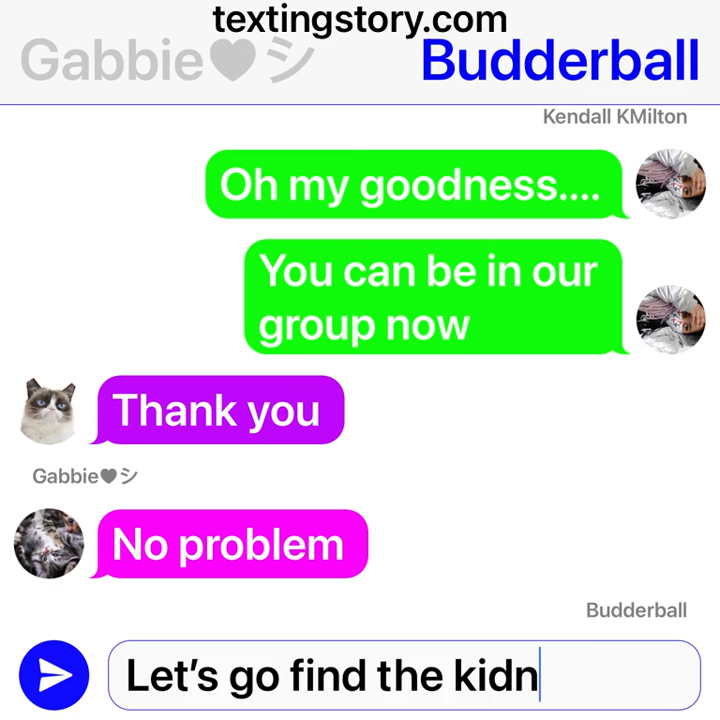 textingstory.com
Gabbie🖤シ Budderball
Kendall KMilton
Oh my goodness....
You can be in our
group now
Thank you
Gabbie🖤シ
No problem
Budderball
Let’s go find the kidn